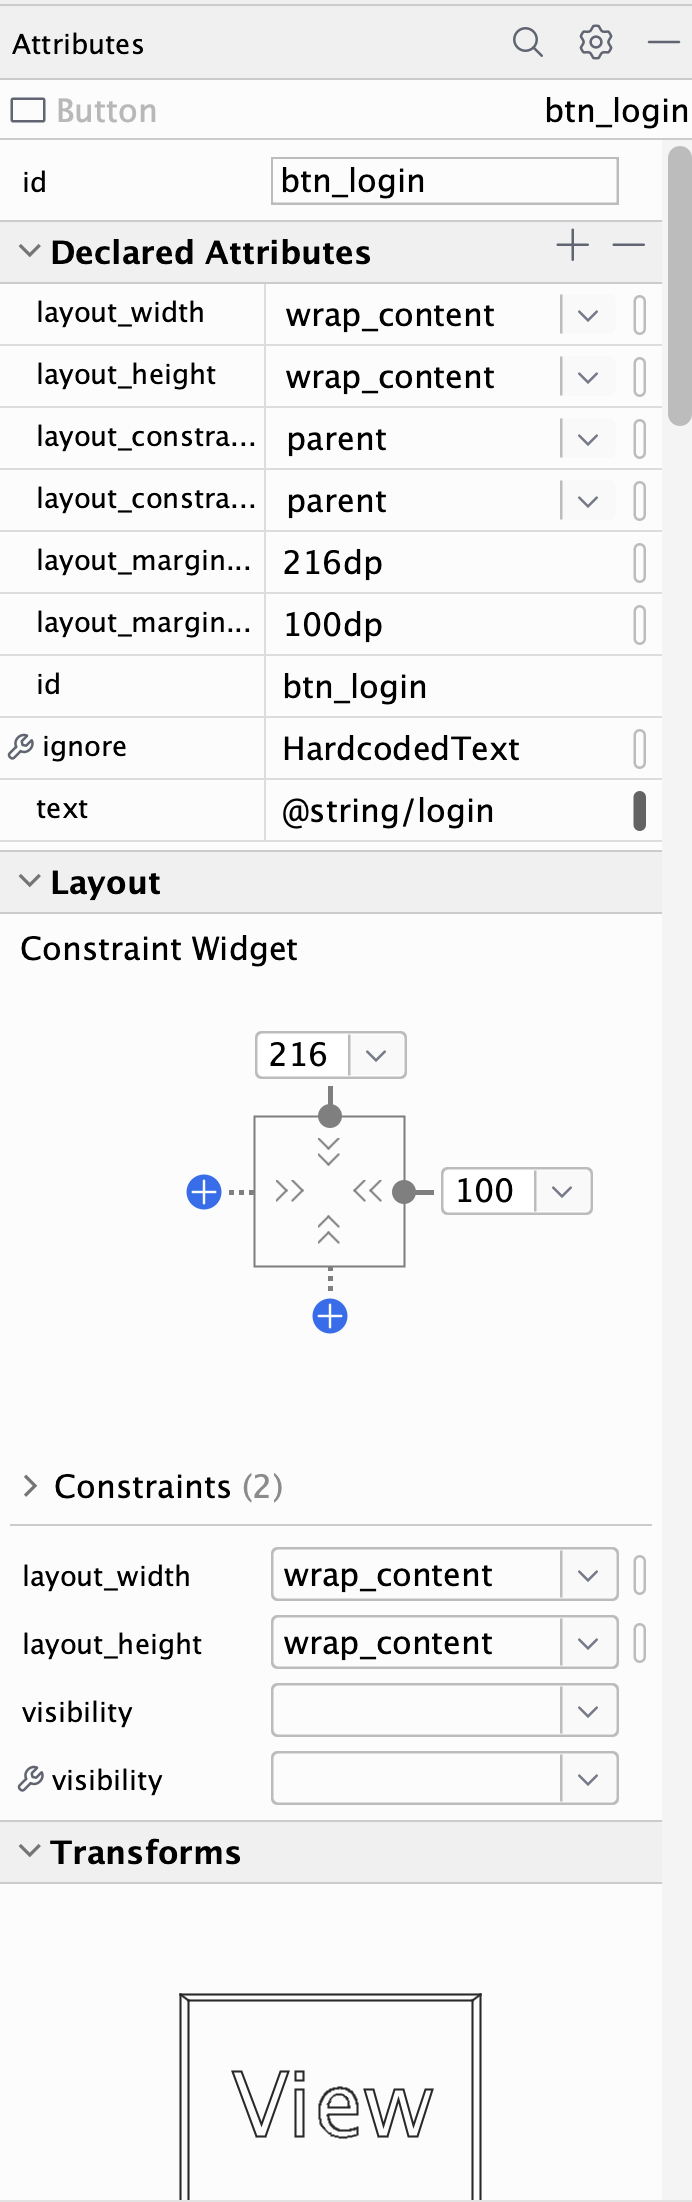 Attributes
Button btn_login
id btn_login
Declared Attributes
layout_width wrap_content
layout_height wrap_content
layout_constra... parent
layout_constra... parent
layout_margin... 216dp
layout_margin... 100dp
id btn_login
ignore HardcodedText
text @string/login
Layout
Constraint Widget
216
100
Constraints (2)
layout_width wrap_content
layout_height wrap_content
visibility
visibility
Transforms
View